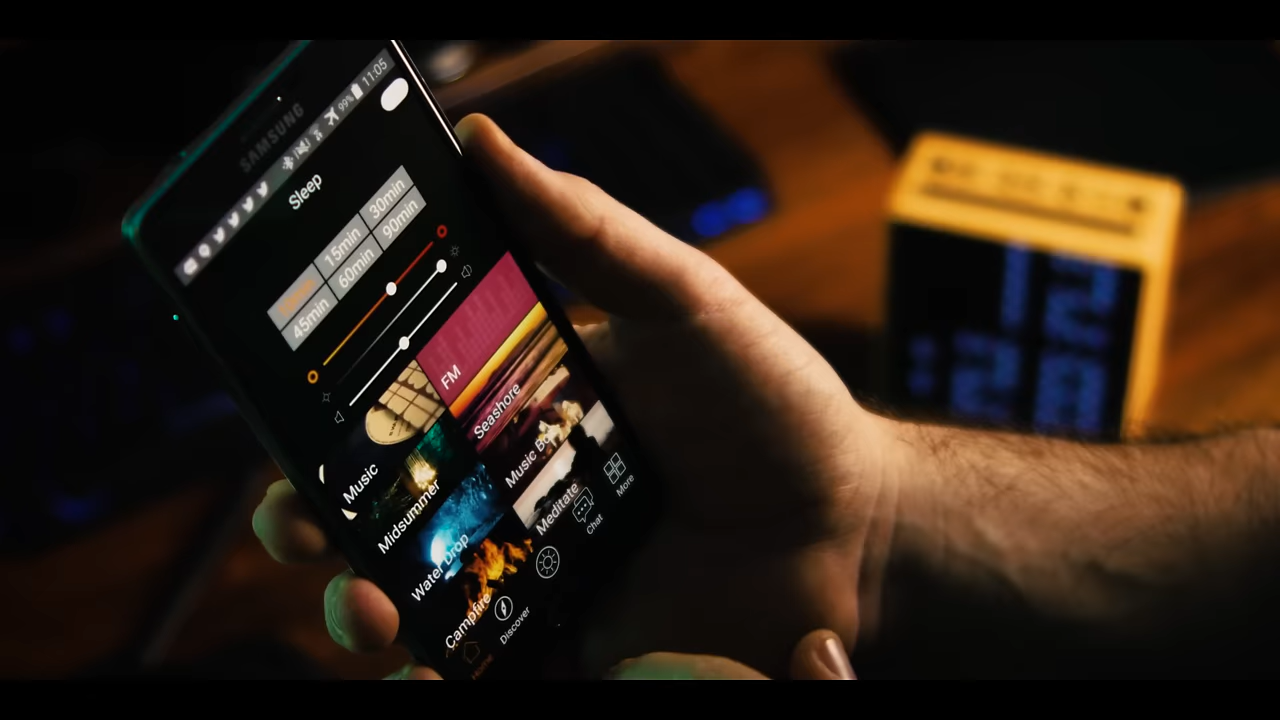 SAMSUNG
99% 11:05
Sleep
15min 30min
45min 60min 90min
Music FM
Midsummer Seashore
Water Drop Music
Campfire Meditate
Home Discover Chat More